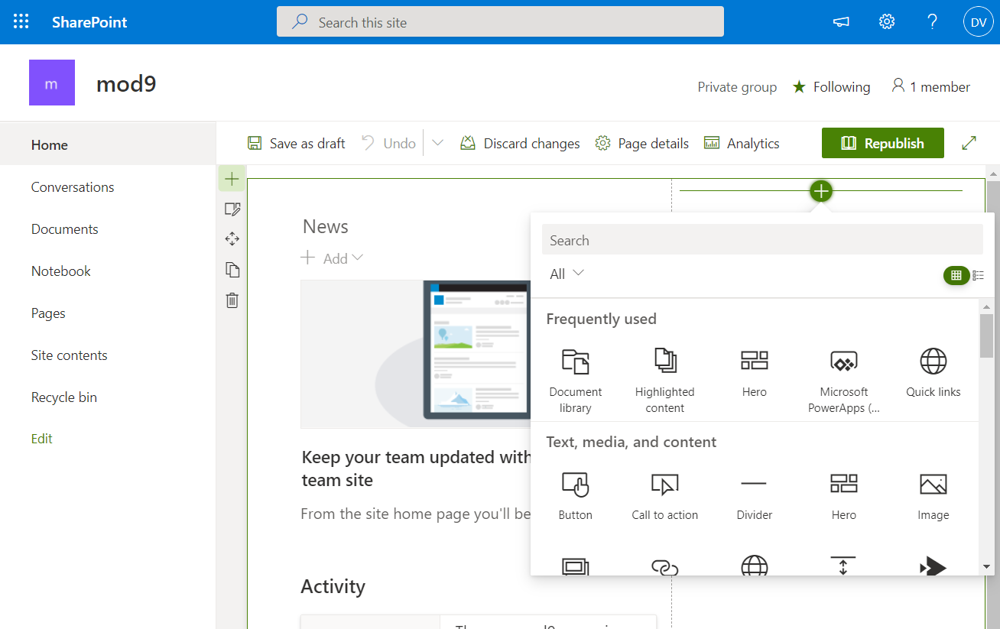 SharePoint
Search this site
DV
m
mod9
Private group
Following
1 member
Home
Conversations
Documents
Notebook
Pages
Site contents
Recycle bin
Edit
Save as draft
Undo
Discard changes
Page details
Analytics
Republish
News
Add
Keep your team updated with
team site
From the site home page you'll be
Activity
Search
All
Frequently used
Document
library
Highlighted
content
Hero
Microsoft
PowerApps (...
Quick links
Text, media, and content
Button
Call to action
Divider
Hero
Image